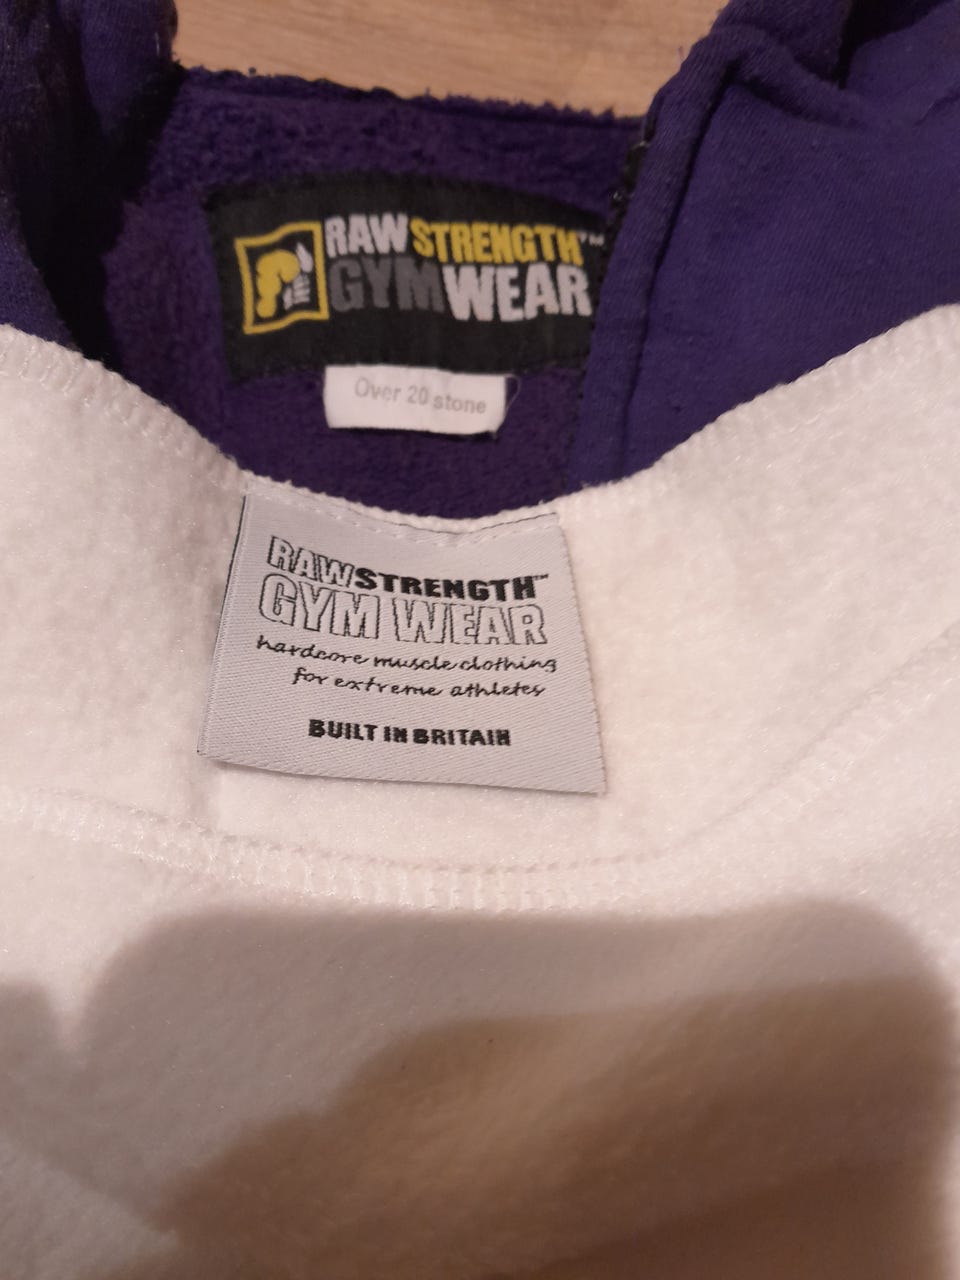 RAW STRENGTH™
GYM WEAR
Over 20 stone
RAW STRENGTH™
GYM WEAR
hardcore muscle clothing
for extreme athletes
BUILT IN BRITAIN